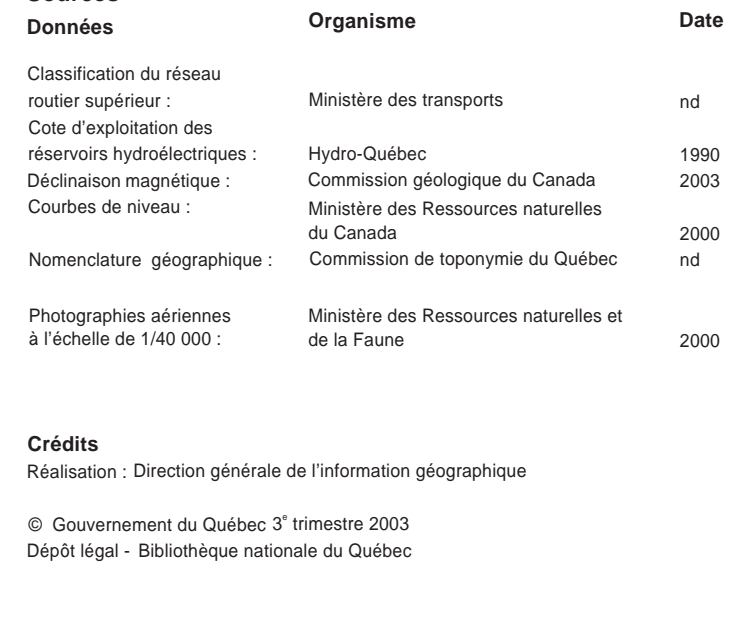 Données Organisme Date
Classification du réseau
routier supérieur : Ministère des transports nd
Cote d'exploitation des
réservoirs hydroélectriques : Hydro-Québec 1990
Déclinaison magnétique : Commission géologique du Canada 2003
Courbes de niveau : Ministère des Ressources naturelles
du Canada 2000
Nomenclature géographique : Commission de toponymie du Québec nd
Photographies aériennes Ministère des Ressources naturelles et
à l'échelle de 1/40 000 : de la Faune 2000
Crédits
Réalisation : Direction générale de l'information géographique
© Gouvernement du Québec 3e trimestre 2003
Dépôt légal - Bibliothèque nationale du Québec